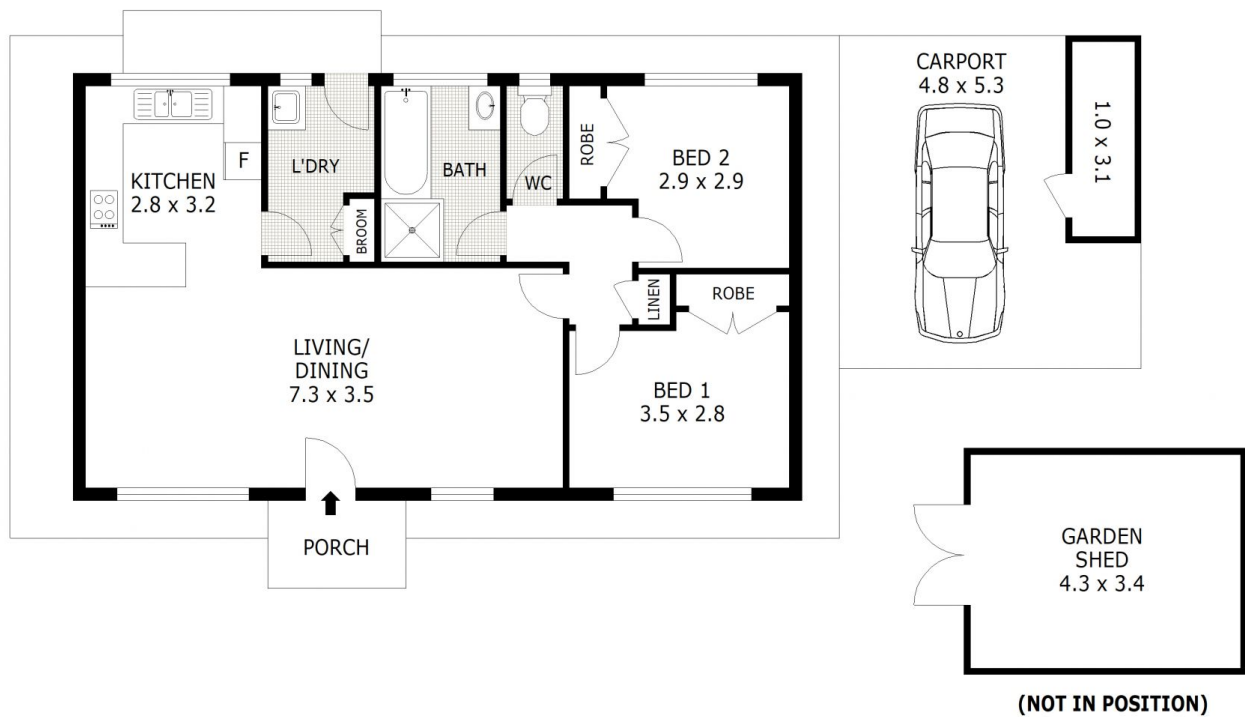 CARPORT
4.8 x 5.3
1.0 x 3.1
F
L'DRY
BATH
WC
ROBE
BED 2
2.9 x 2.9
KITCHEN
2.8 x 3.2
BROOM
LINEN
ROBE
LIVING/
DINING
7.3 x 3.5
BED 1
3.5 x 2.8
PORCH
GARDEN
SHED
4.3 x 3.4
(NOT IN POSITION)